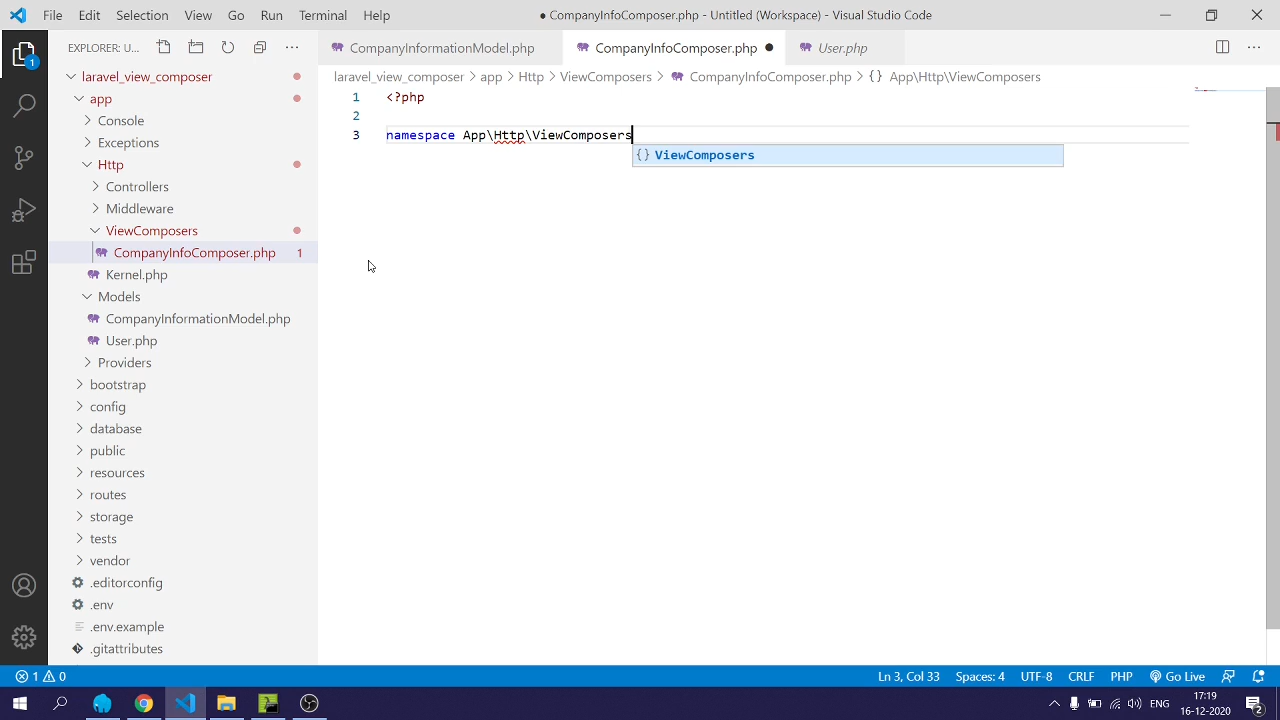 File Edit Selection View Go Run Terminal Help
● CompanyInfoComposer.php - Untitled (Workspace) - Visual Studio Code
EXPLORER: U...
CompanyInformationModel.php CompanyInfoComposer.php ● User.php
laravel_view_composer > app > Http > ViewComposers > CompanyInfoComposer.php > {} App\Http\ViewComposers
1 <?php
2
3 namespace App\Http\ViewComposers
{} ViewComposers
1
laravel_view_composer
app
Console
Exceptions
Http
Controllers
Middleware
ViewComposers
CompanyInfoComposer.php 1
Kernel.php
Models
CompanyInformationModel.php
User.php
Providers
bootstrap
config
database
public
resources
routes
storage
tests
vendor
.editorconfig
.env
.env.example
.gitattributes
1 0
Ln 3, Col 33 Spaces: 4 UTF-8 CRLF PHP Go Live
ENG
17:19
16-12-2020
2